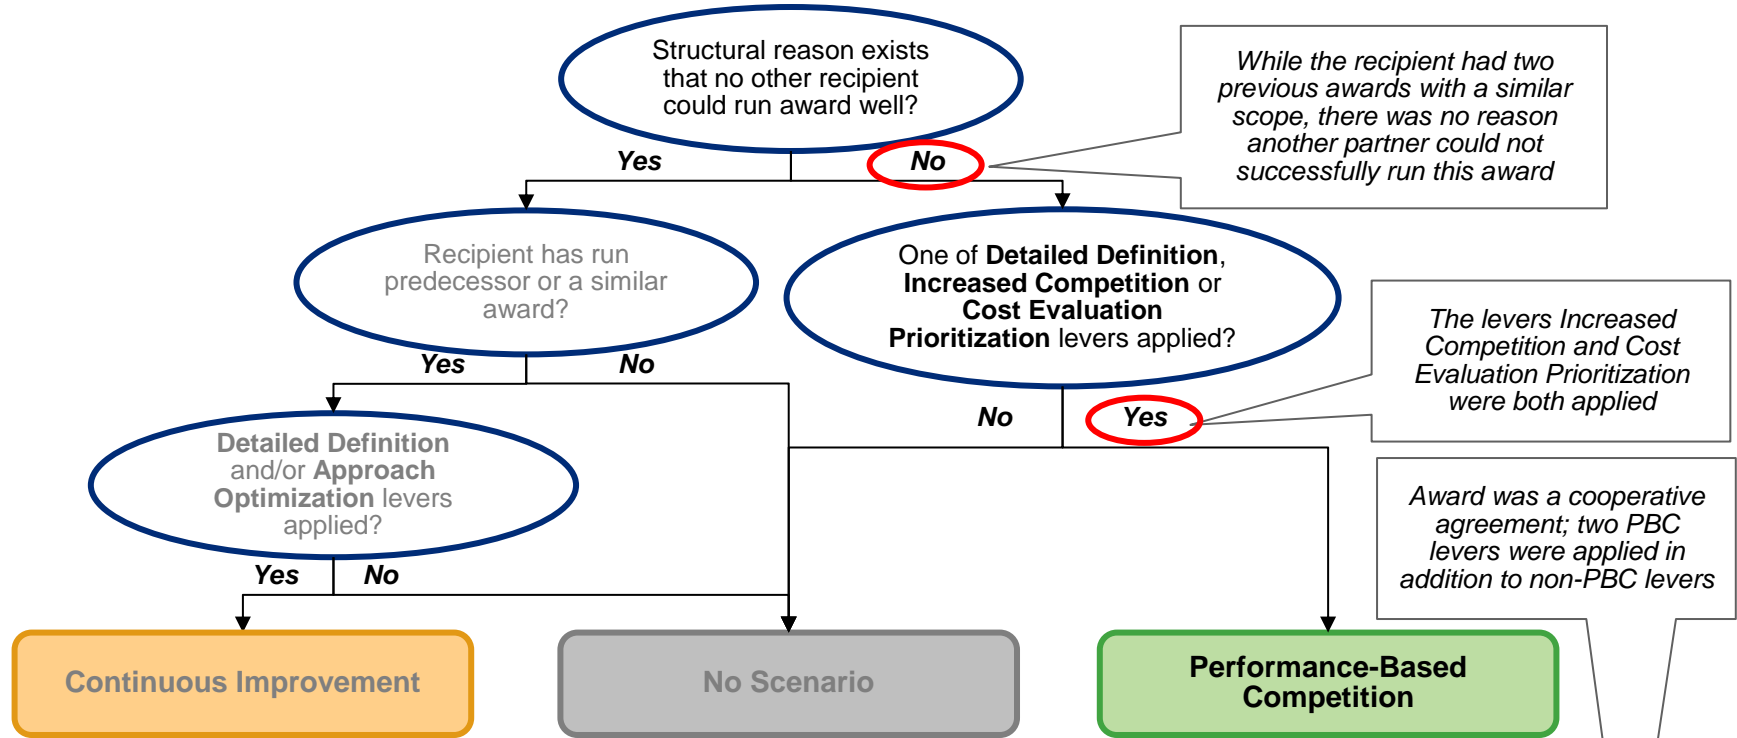 Structural reason exists
that no other recipient
could run award well?
While the recipient had two
previous awards with a similar
scope, there was no reason
another partner could not
successfully run this award
Yes
No
Recipient has run
predecessor or a similar
award?
One of Detailed Definition,
Increased Competition or
Cost Evaluation
Prioritization levers applied?
The levers Increased
Competition and Cost
Evaluation Prioritization
were both applied
Yes
No
No
Yes
Detailed Definition
and/or Approach
Optimization levers
applied?
Award was a cooperative
agreement; two PBC
levers were applied in
addition to non-PBC levers
Yes
No
Continuous Improvement
No Scenario
Performance-Based
Competition